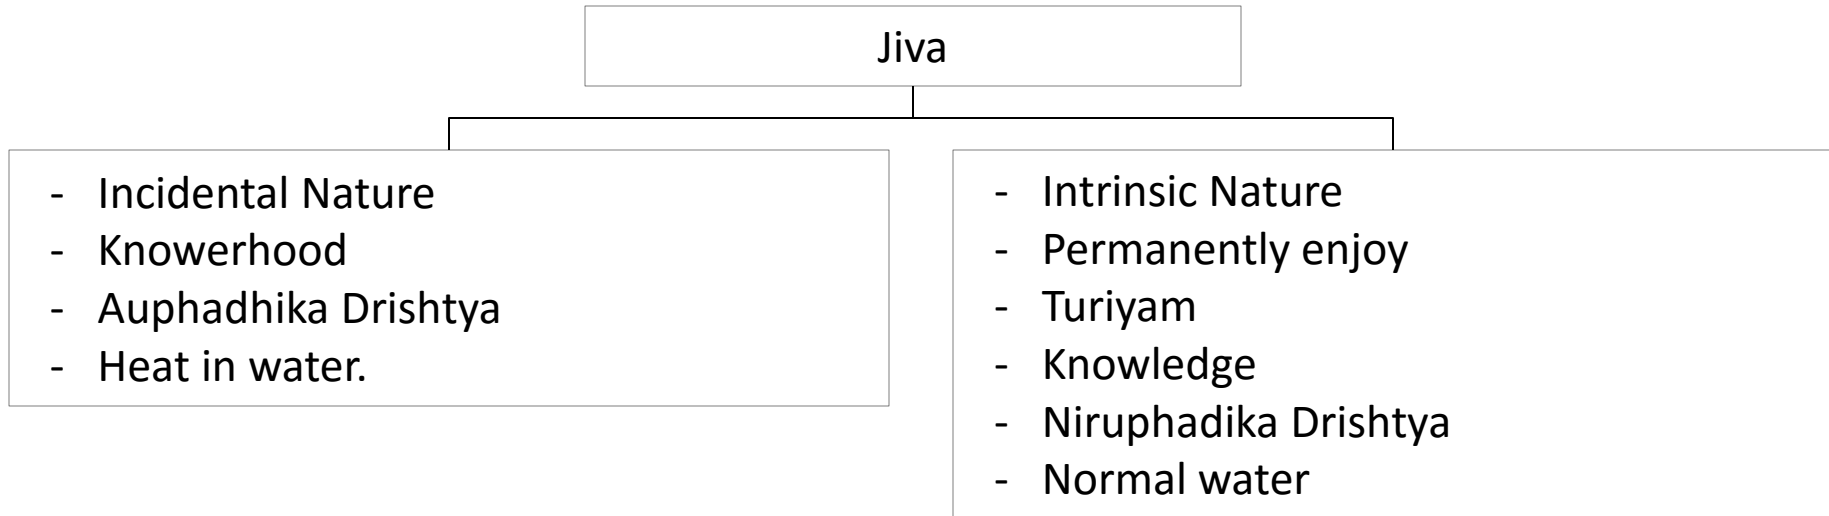 Jiva
- Incidental Nature
- Knowerhood
- Auphadhika Drishtya
- Heat in water.
- Intrinsic Nature
- Permanently enjoy
- Turiyam
- Knowledge
- Niruphadika Drishtya
- Normal water